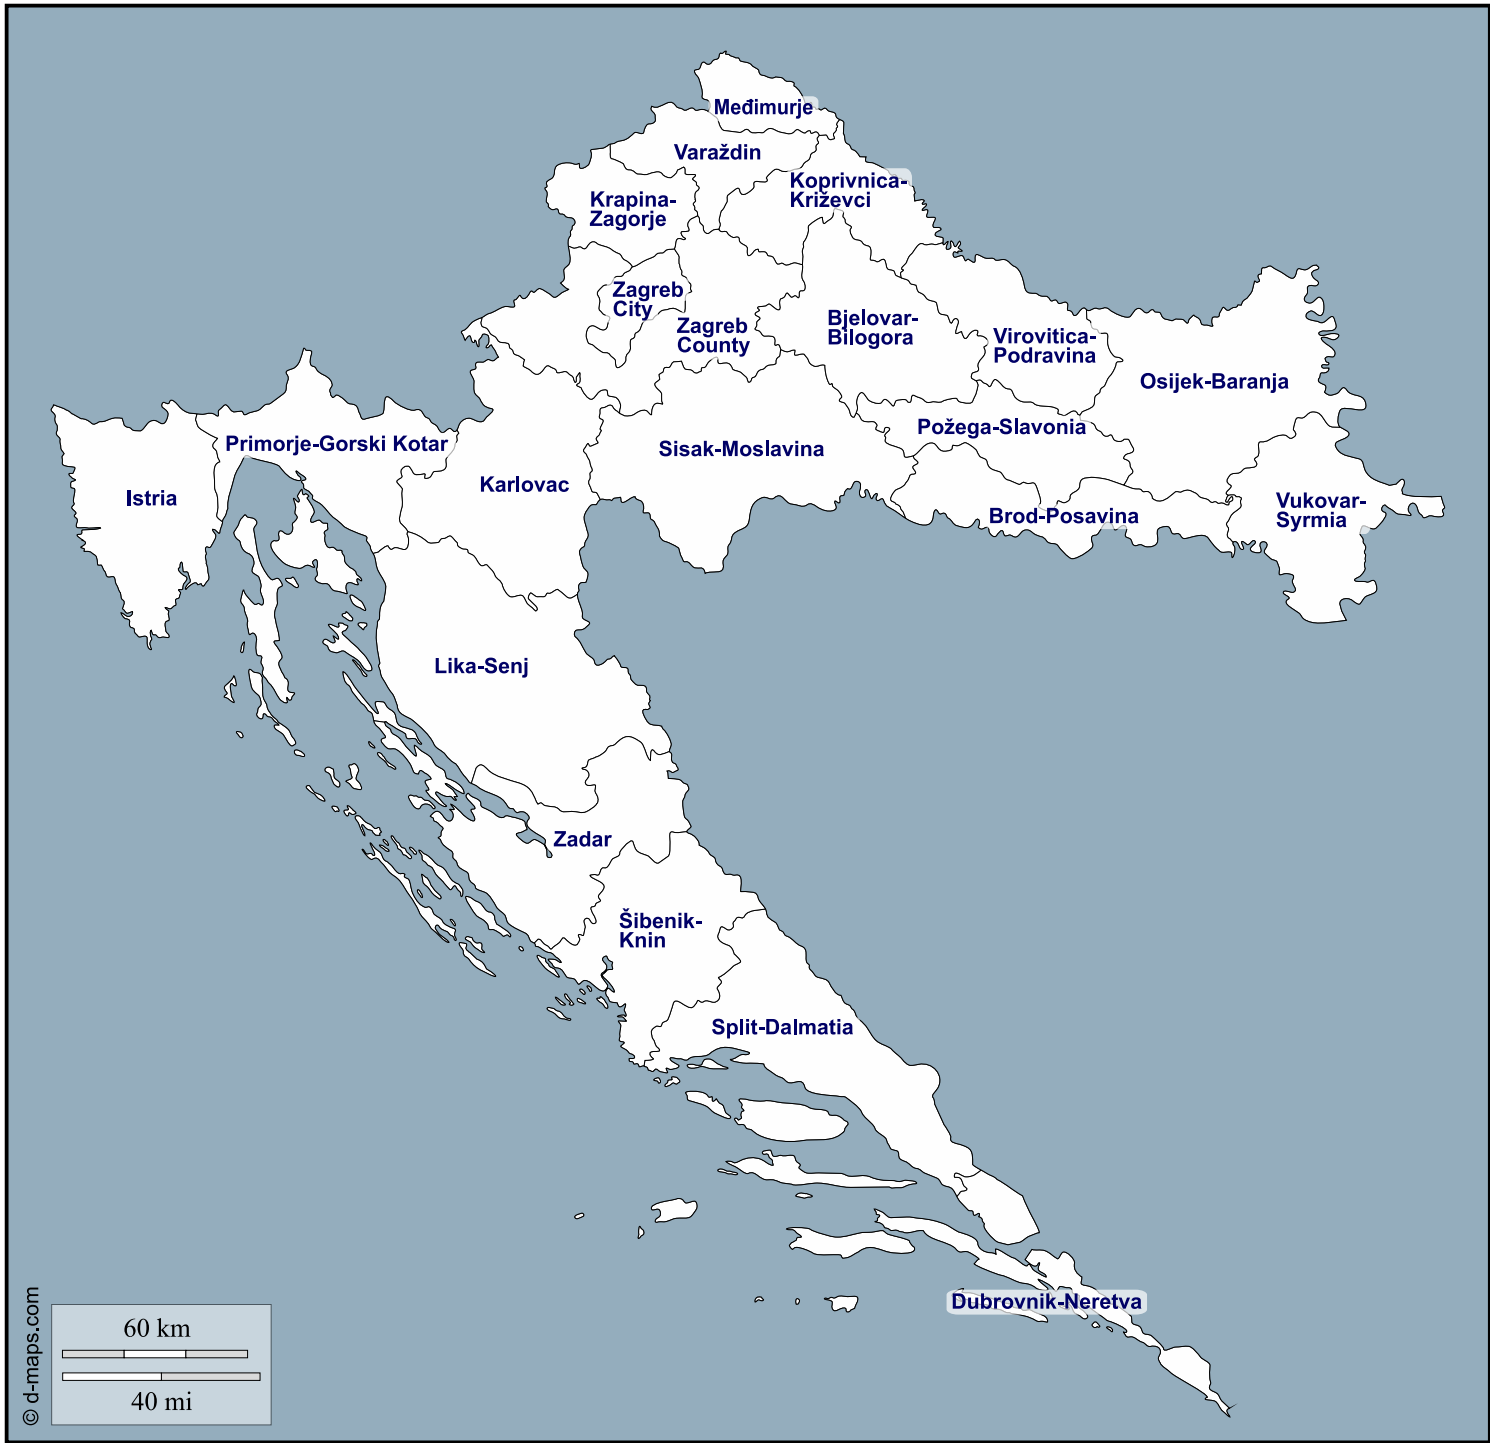 Međimurje
Varaždin
Koprivnica-
Križevci
Krapina-
Zagorje
Zagreb
City
Zagreb
County
Bjelovar-
Bilogora
Virovitica-
Podravina
Osijek-Baranja
Požega-Slavonia
Primorje-Gorski Kotar
Sisak-Moslavina
Istria
Karlovac
Brod-Posavina
Vukovar-
Syrmia
Lika-Senj
Zadar
Šibenik-
Knin
Split-Dalmatia
Dubrovnik-Neretva
60 km
40 mi
© d-maps.com